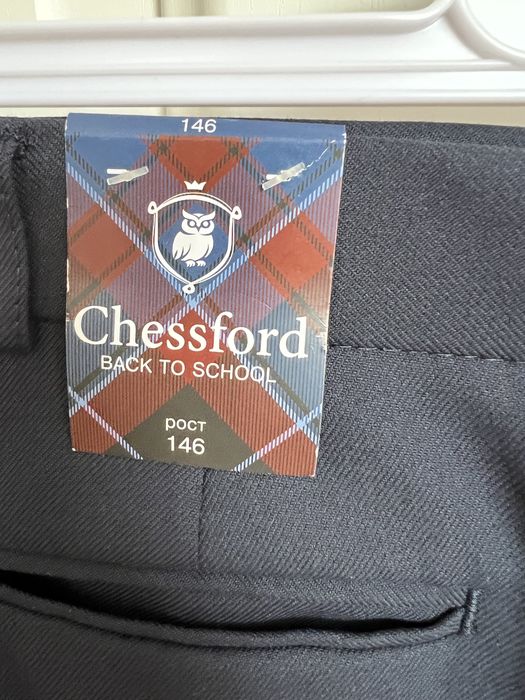 146
Chessford
BACK TO SCHOOL
рост
146